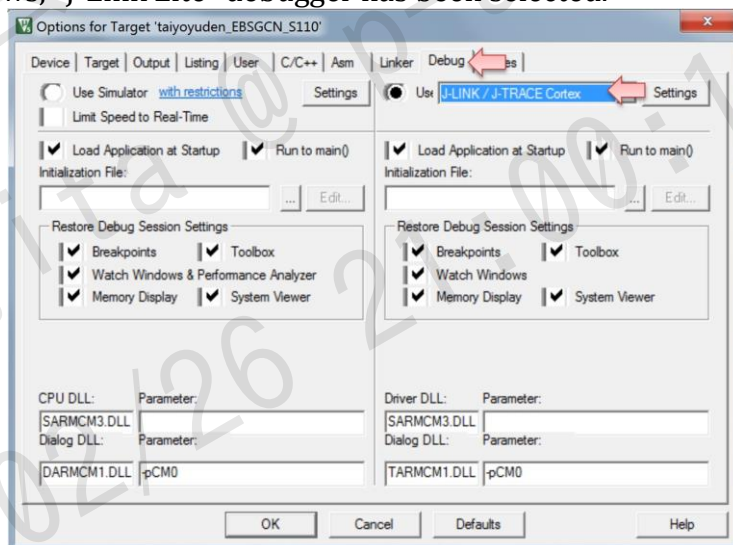 J-Link Lite" debugger has been selected.
Options for Target 'taiyoyuden_EBSGCN_S110'
Device | Target | Output | Listing | User | C/C++ | Asm | Linker Debug
Use Simulator with restrictions Settings
Limit Speed to Real-Time
Load Application at Startup Run to main()
Initialization File:
... Edit...
Restore Debug Session Settings
Breakpoints Toolbox
Watch Windows & Performance Analyzer
Memory Display System Viewer
CPU DLL: Parameter:
SARMCM3.DLL
Dialog DLL: Parameter:
DARMCM1.DLL -pCM0
Use J-LINK / J-TRACE Cortex Settings
Load Application at Startup Run to main()
Initialization File:
... Edit...
Restore Debug Session Settings
Breakpoints Toolbox
Watch Windows
Memory Display System Viewer
Driver DLL: Parameter:
SARMCM3.DLL
Dialog DLL: Parameter:
TARMCM1.DLL -pCM0
OK Cancel Defaults Help